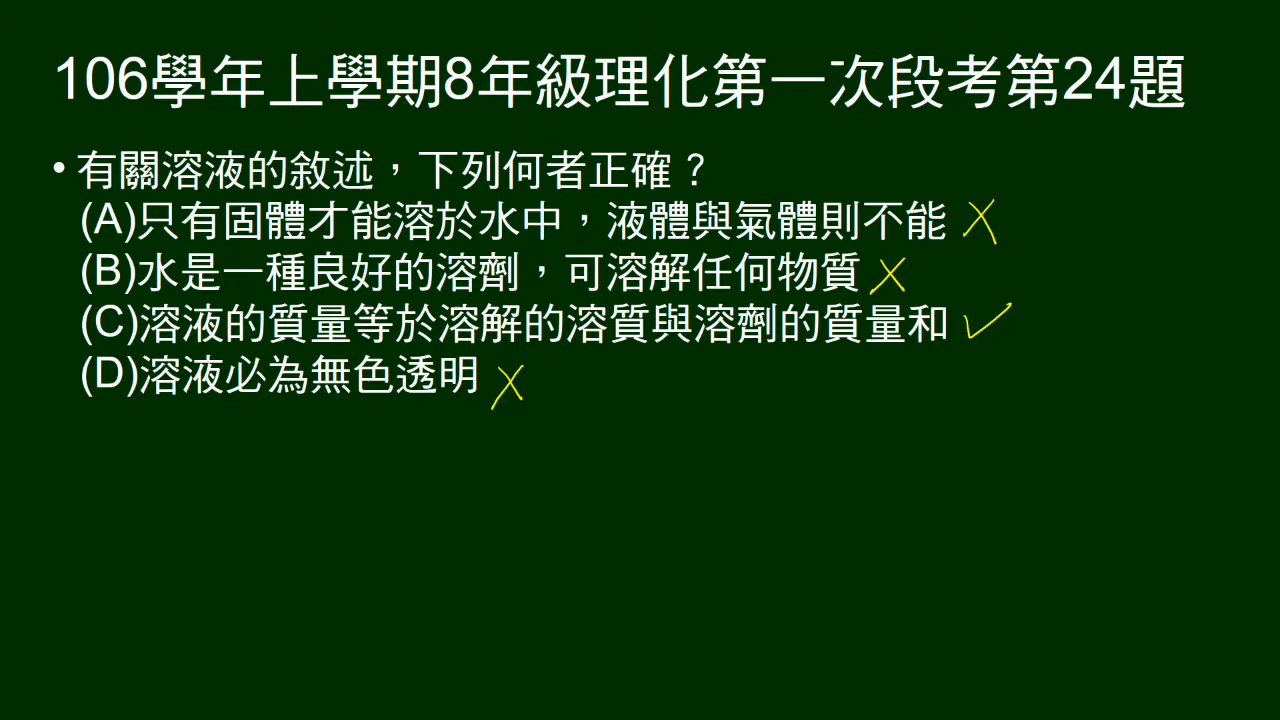 106學年上學期8年級理化第一次段考第24題
• 有關溶液的敘述，下列何者正確？
(A)只有固體才能溶於水中，液體與氣體則不能
(B)水是一種良好的溶劑，可溶解任何物質
(C)溶液的質量等於溶解的溶質與溶劑的質量和
(D)溶液必為無色透明